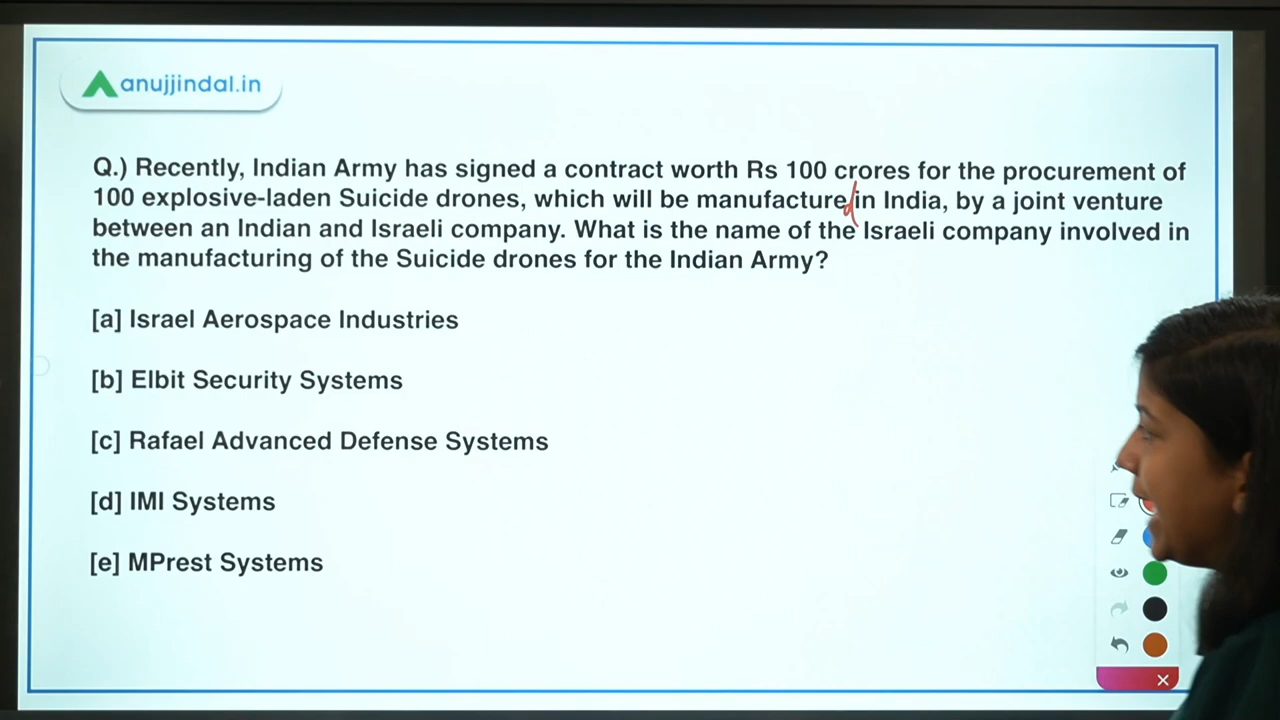 anujjindal.in
Q.) Recently, Indian Army has signed a contract worth Rs 100 crores for the procurement of
100 explosive-laden Suicide drones, which will be manufactured in India, by a joint venture
between an Indian and Israeli company. What is the name of the Israeli company involved in
the manufacturing of the Suicide drones for the Indian Army?
[a] Israel Aerospace Industries
[b] Elbit Security Systems
[c] Rafael Advanced Defense Systems
[d] IMI Systems
[e] MPrest Systems